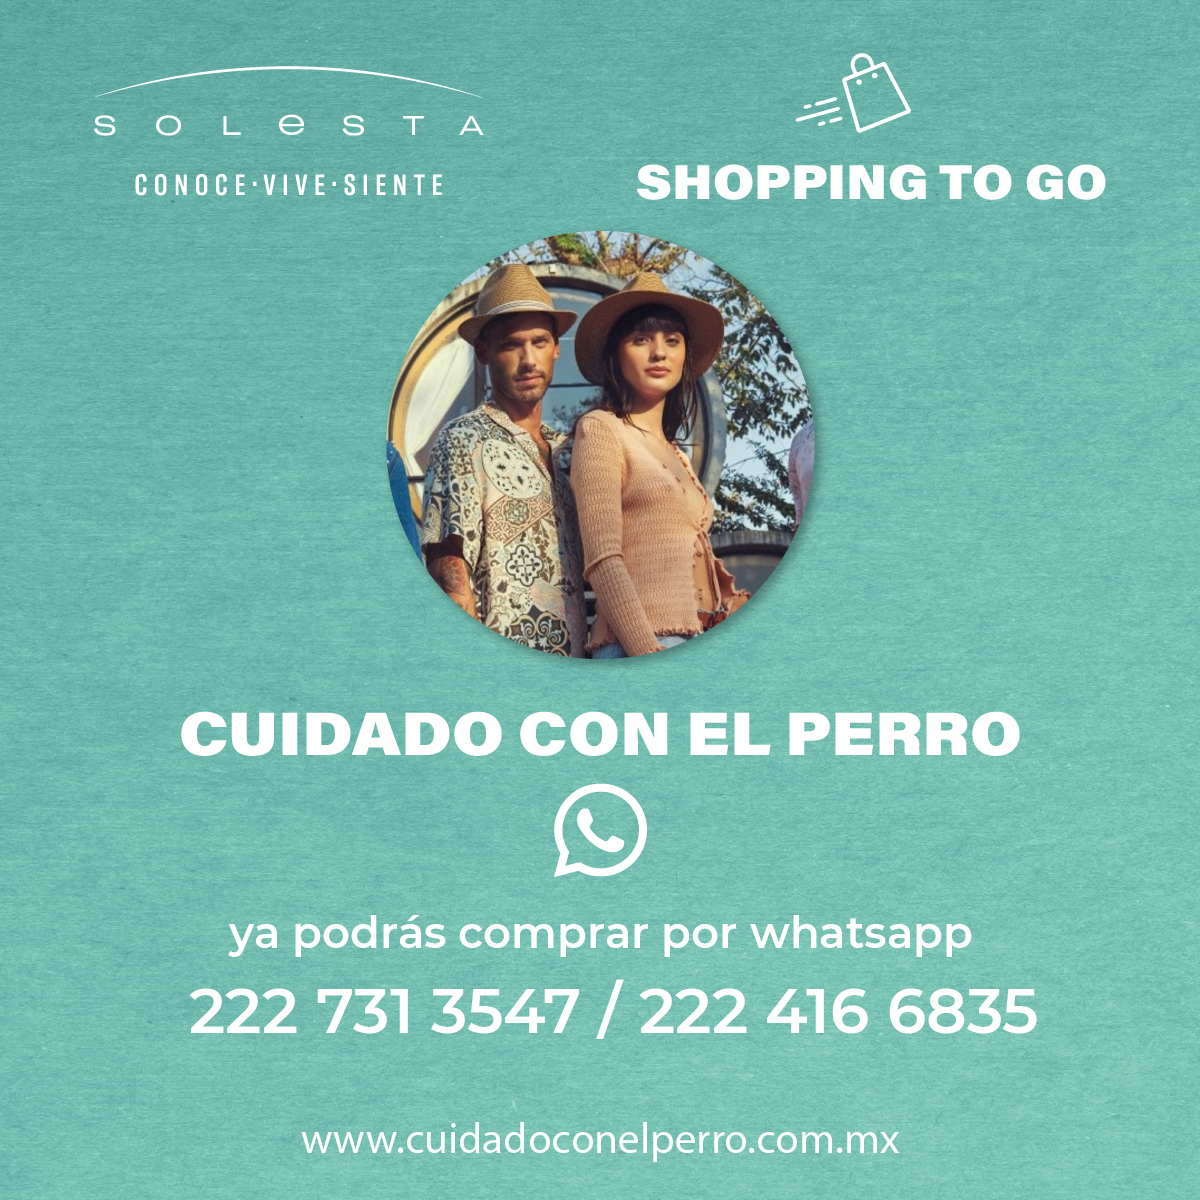 SOLESTA
CONOCE·VIVE·SIENTE
SHOPPING TO GO
CUIDADO CON EL PERRO
ya podrás comprar por whatsapp
222 731 3547 / 222 416 6835
www.cuidadoconelperro.com.mx